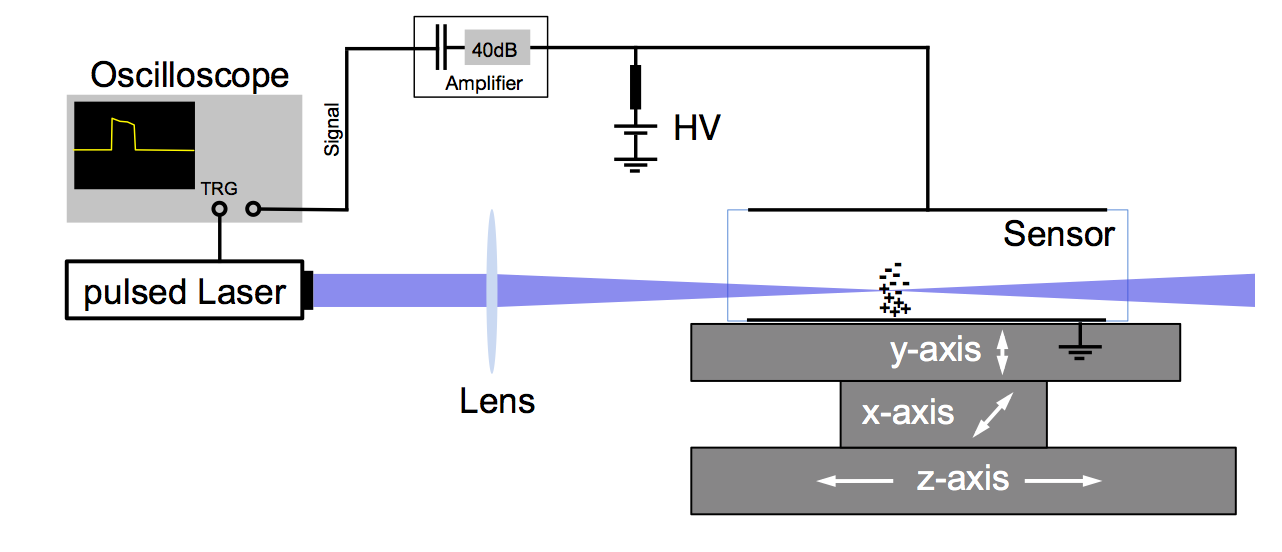 40dB
Amplifier
Oscilloscope
Signal
HV
TRG
Sensor
pulsed Laser
y-axis
Lens
x-axis
z-axis